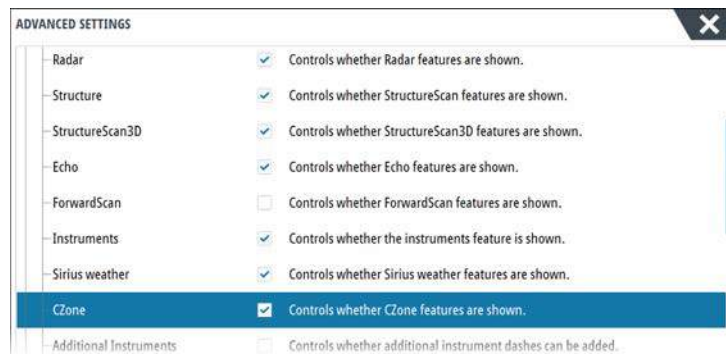 ADVANCED SETTINGS
Radar Controls whether Radar features are shown.
Structure Controls whether StructureScan features are shown.
StructureScan3D Controls whether StructureScan3D features are shown.
Echo Controls whether Echo features are shown.
ForwardScan Controls whether ForwardScan features are shown.
Instruments Controls whether the instruments feature is shown.
Sirius weather Controls whether Sirius weather features are shown.
CZone Controls whether CZone features are shown.
Additional Instruments Controls whether additional instrument dashes can be added.